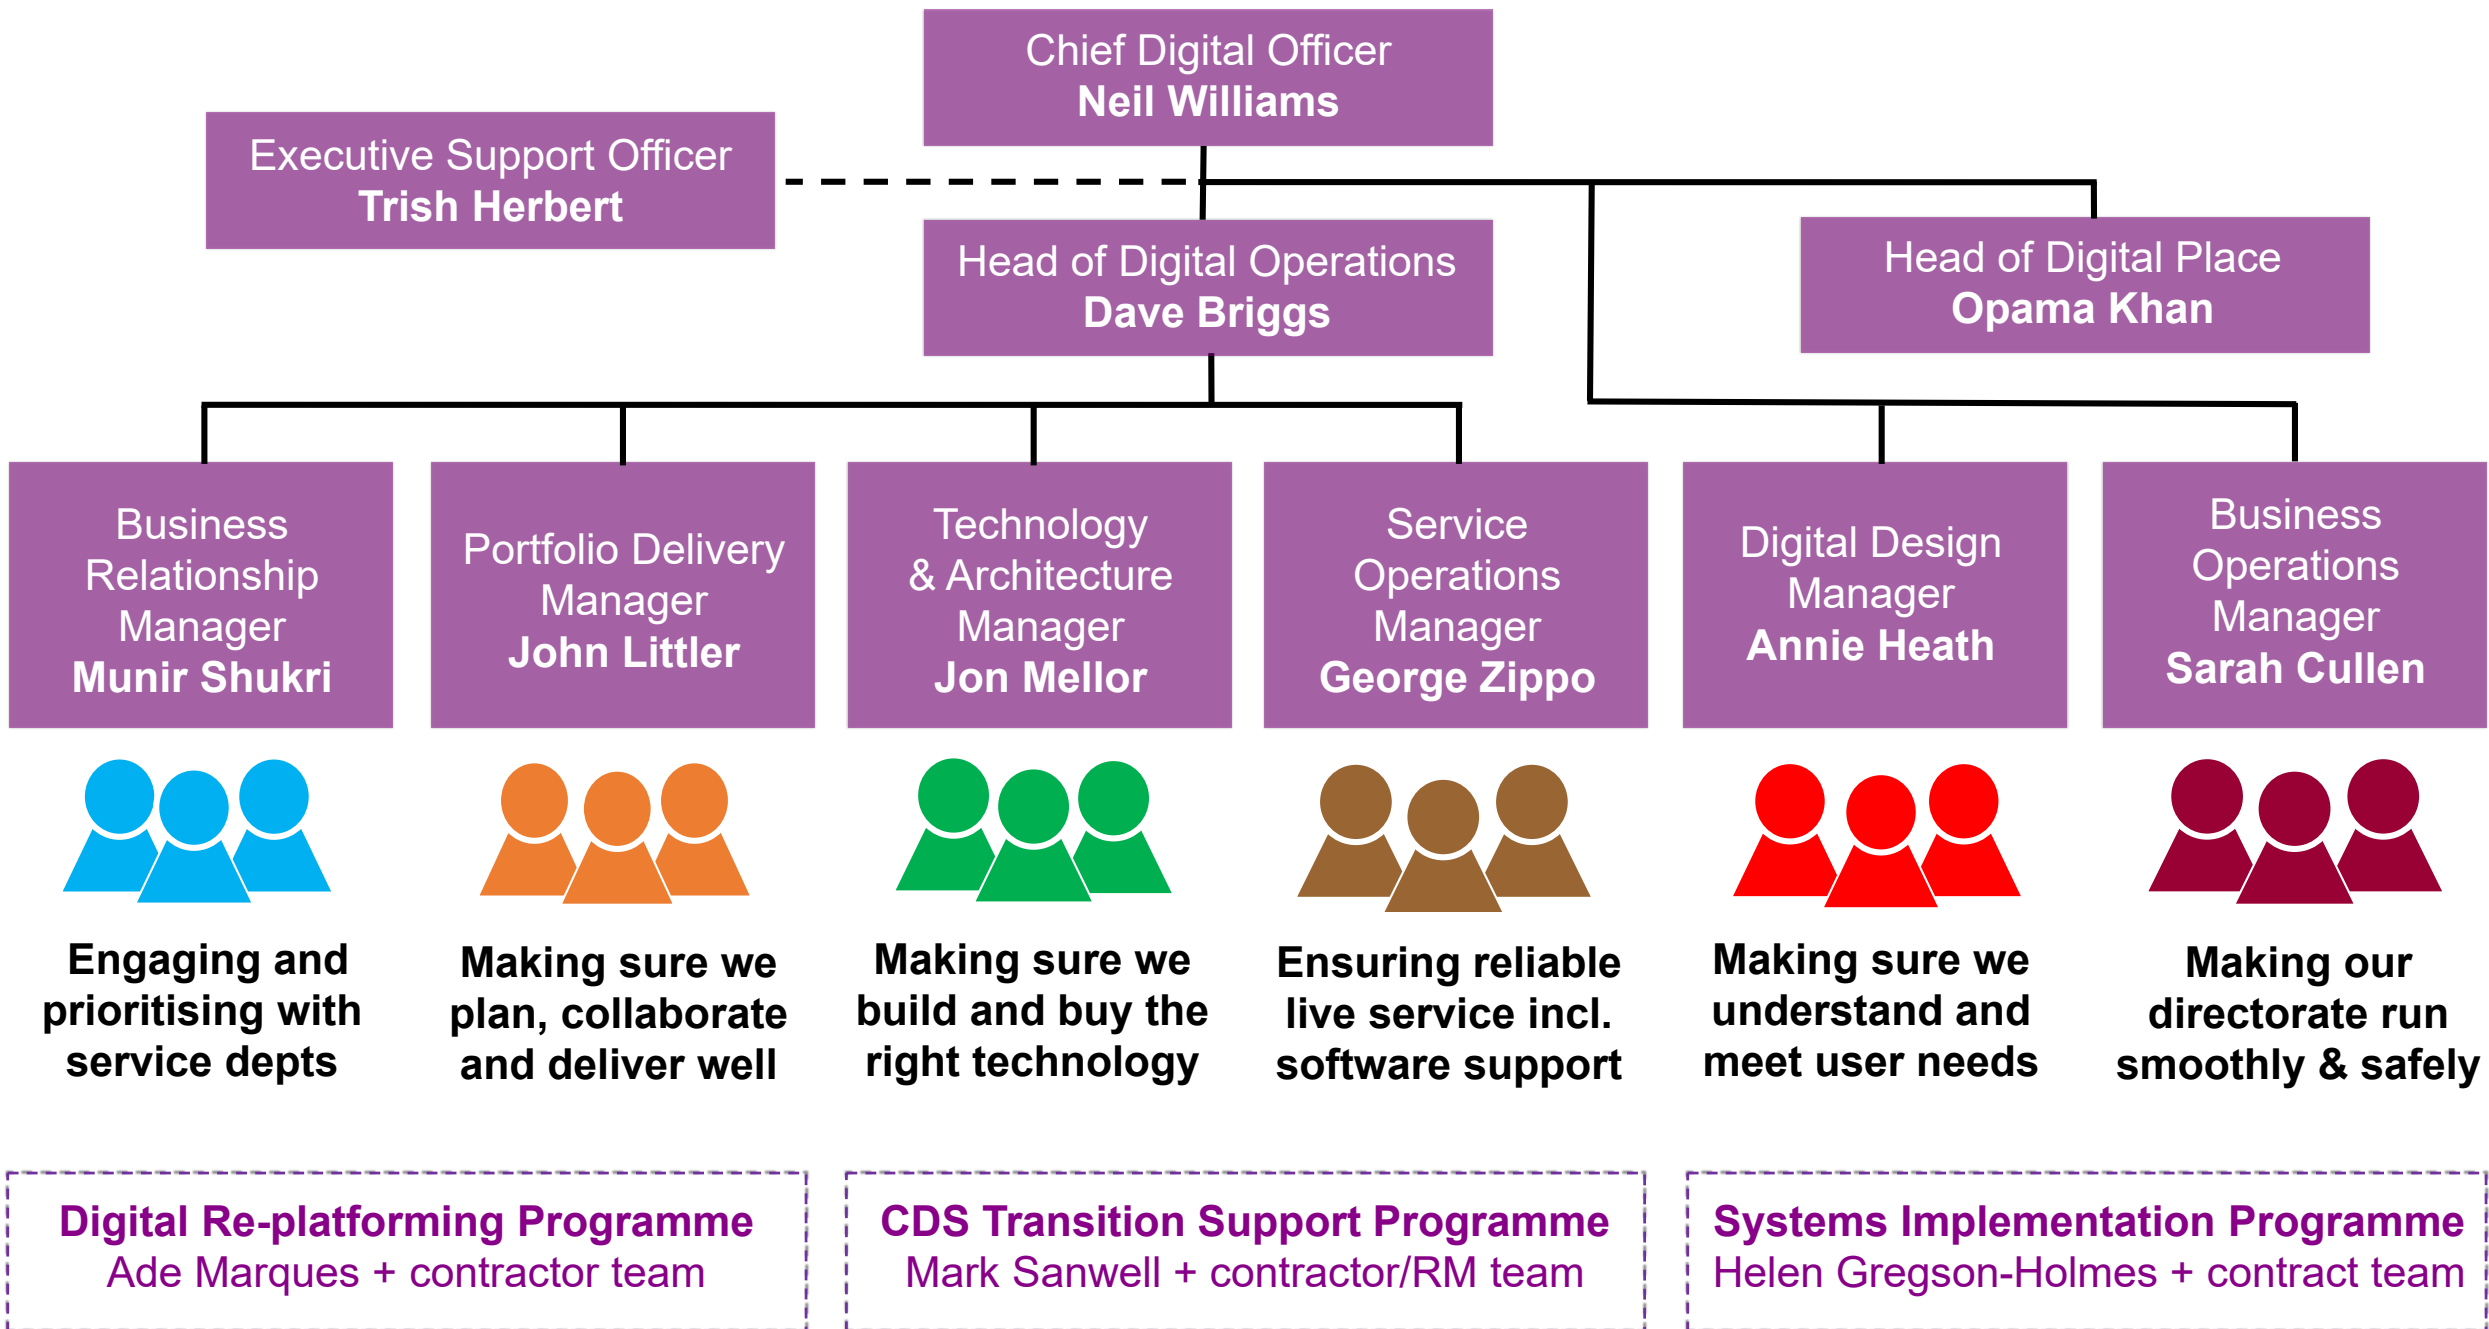 Chief Digital Officer
Neil Williams
Executive Support Officer
Trish Herbert
Head of Digital Operations
Dave Briggs
Head of Digital Place
Opama Khan
Business
Relationship
Manager
Munir Shukri
Portfolio Delivery
Manager
John Littler
Technology
& Architecture
Manager
Jon Mellor
Service
Operations
Manager
George Zippo
Digital Design
Manager
Annie Heath
Business
Operations
Manager
Sarah Cullen
Engaging and
prioritising with
service depts
Making sure we
plan, collaborate
and deliver well
Making sure we
build and buy the
right technology
Ensuring reliable
live service incl.
software support
Making sure we
understand and
meet user needs
Making our
directorate run
smoothly & safely
Digital Re-platforming Programme
Ade Marques + contractor team
CDS Transition Support Programme
Mark Sanwell + contractor/RM team
Systems Implementation Programme
Helen Gregson-Holmes + contract team